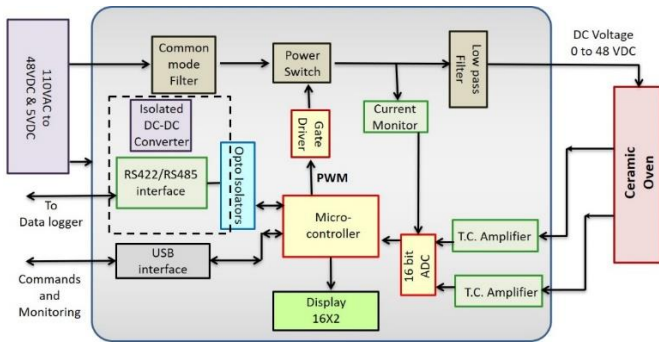 110VAC to
48VDC & 5VDC
Common
mode
Filter
Power
Switch
Low pass
Filter
DC Voltage
0 to 48 VDC
Isolated
DC-DC
Converter
Gate
Driver
Current
Monitor
Ceramic
Oven
RS422/RS485
interface
Opto Isolators
PWM
To
Data logger
Micro-
controller
16 bit
ADC
T.C. Amplifier
USB
interface
T.C. Amplifier
Commands
and
Monitoring
Display
16X2